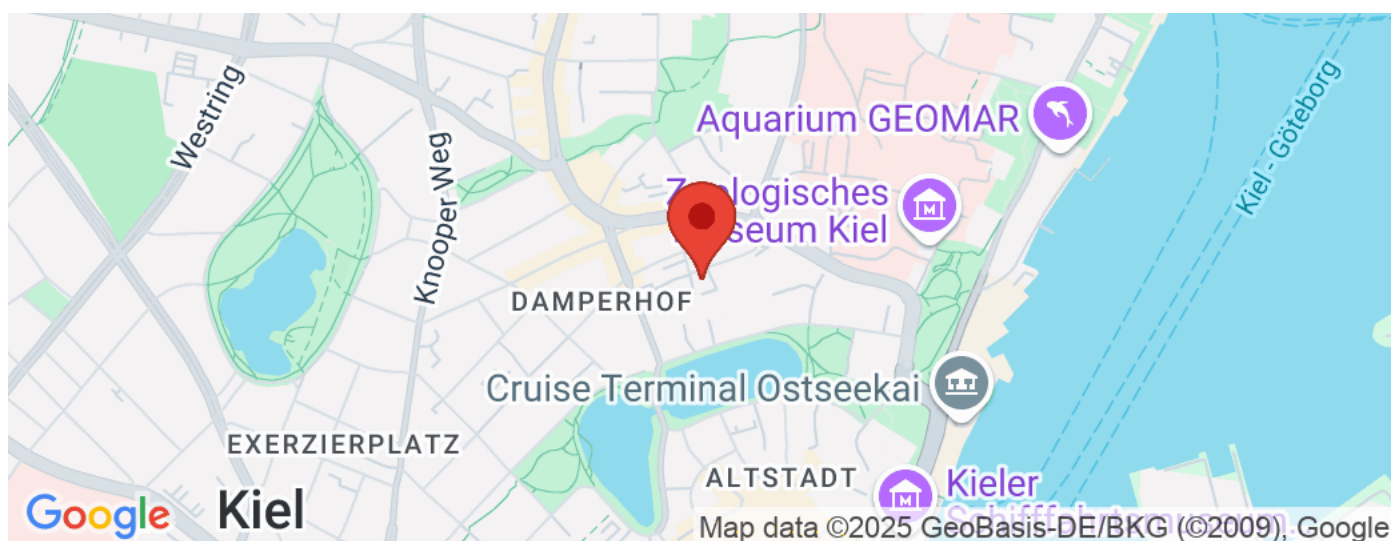 Westring
Knooper Weg
Aquarium GEOMAR
Kiel - Göteborg
Museum Kiel
DAMPERHOF
Cruise Terminal Ostseekai
EXERZIERPLATZ
ALTSTADT
Kieler
Google
Kiel
Map data ©2025 GeoBasis-DE/BKG (©2009), Google